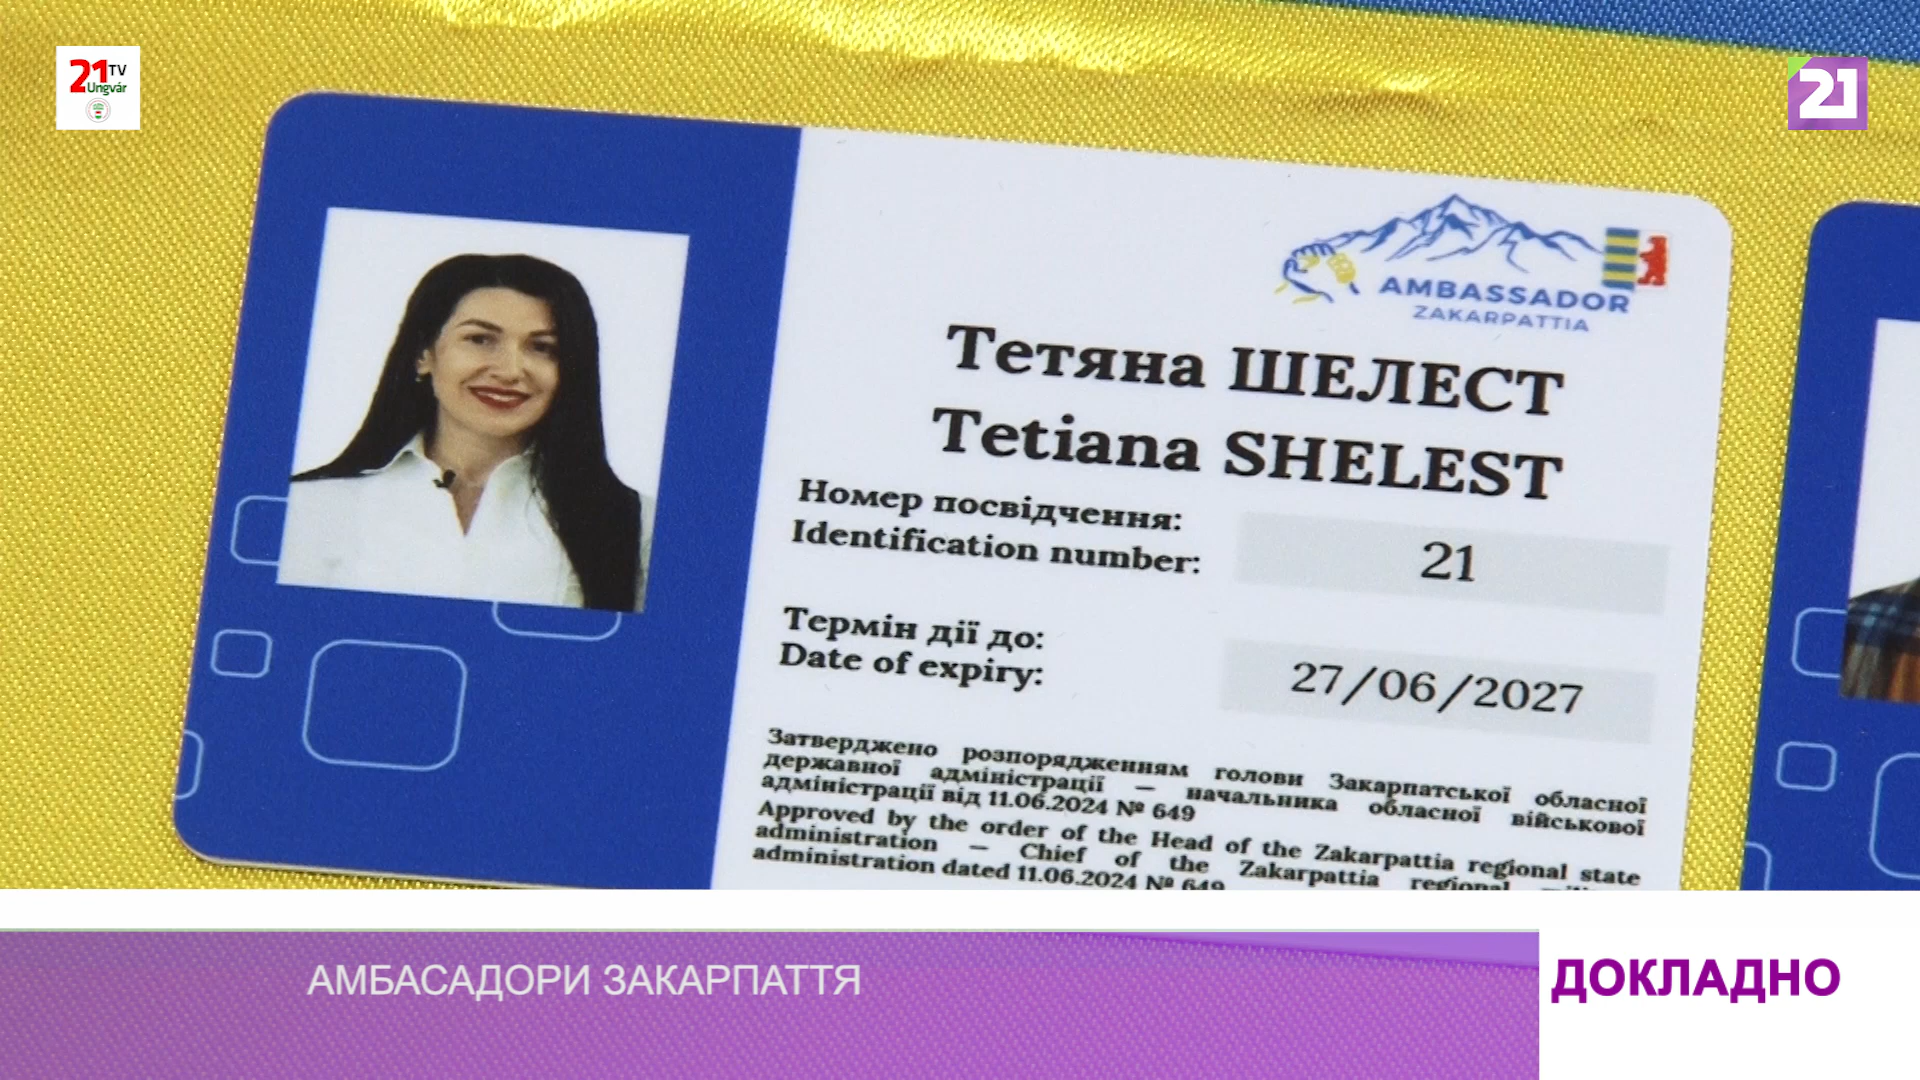 21 TV
Ungvár
21
AMBASSADOR
ZAKARPATTIA
Тетяна ШЕЛЕСТ
Tetiana SHELEST
Номер посвідчення:
Identification number:
21
Термін дії до:
Date of expiry:
27/06/2027
Затверджено розпорядженням голови Закарпатської обласної
державної адміністрації — начальника обласної військової
адміністрації від 11.06.2024 № 649
Approved by the order of the Head of the Zakarpattia regional state
administration — Chief of the Zakarpattia regional
administration dated 11.06.2024 № 649
АМБАСАДОРИ ЗАКАРПАТТЯ
ДОКЛАДНО